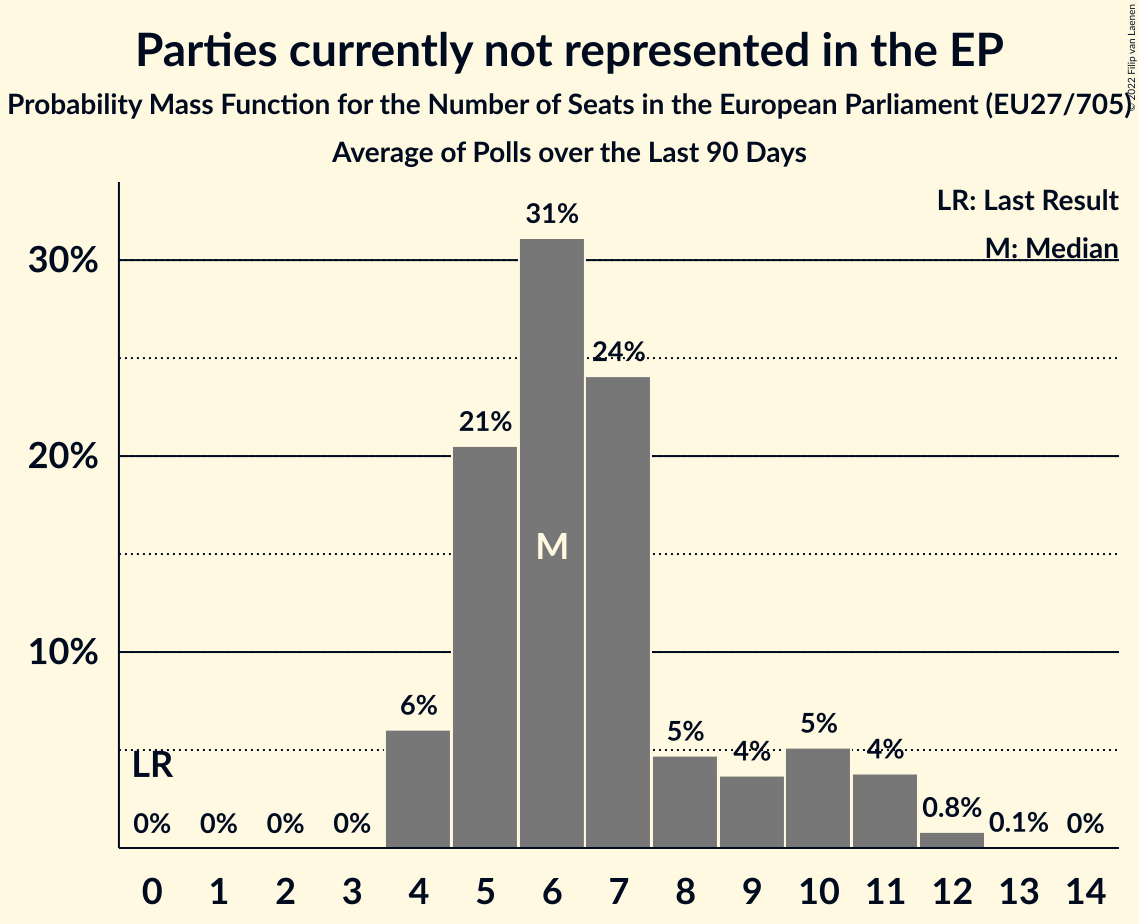 Parties currently not represented in the EP
Probability Mass Function for the Number of Seats in the European Parliament (EU27/705)
Average of Polls over the Last 90 Days
© 2022 Filip van Laenen
LR: Last Result
M: Median
30%
20%
10%
31%
24%
21%
M
6%
5%
4%
5%
4%
0.8%
0.1%
0%
LR
0%
0%
0%
0%
0 1 2 3 4 5 6 7 8 9 10 11 12 13 14